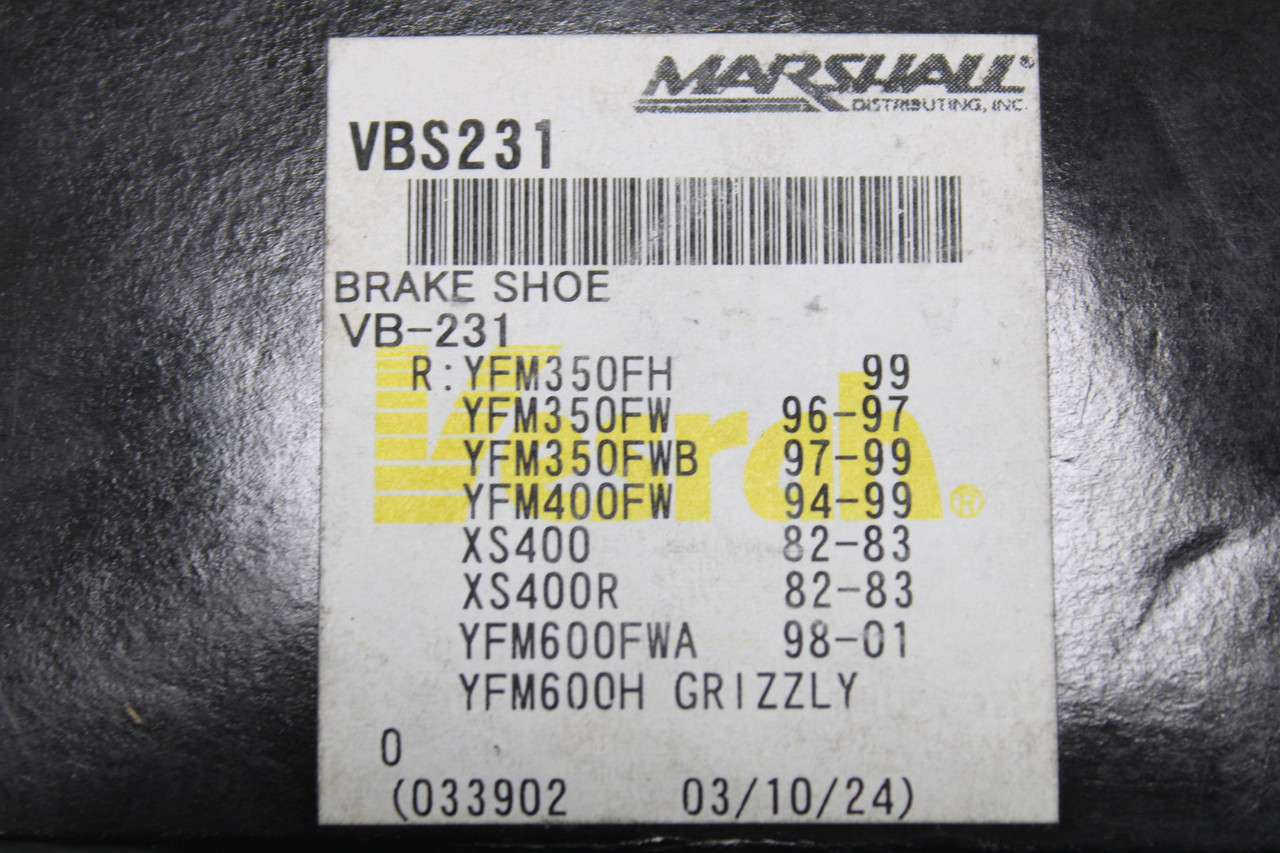 MARSHALL®
DISTRIBUTING, INC.
VBS231
BRAKE SHOE
VB-231
R:YFM350FH 99
YFM350FW 96-97
YFM350FWB 97-99
YFM400FW 94-99
XS400 82-83
XS400R 82-83
YFM600FWA 98-01
YFM600H GRIZZLY
Verch®
0
(033902 03/10/24)